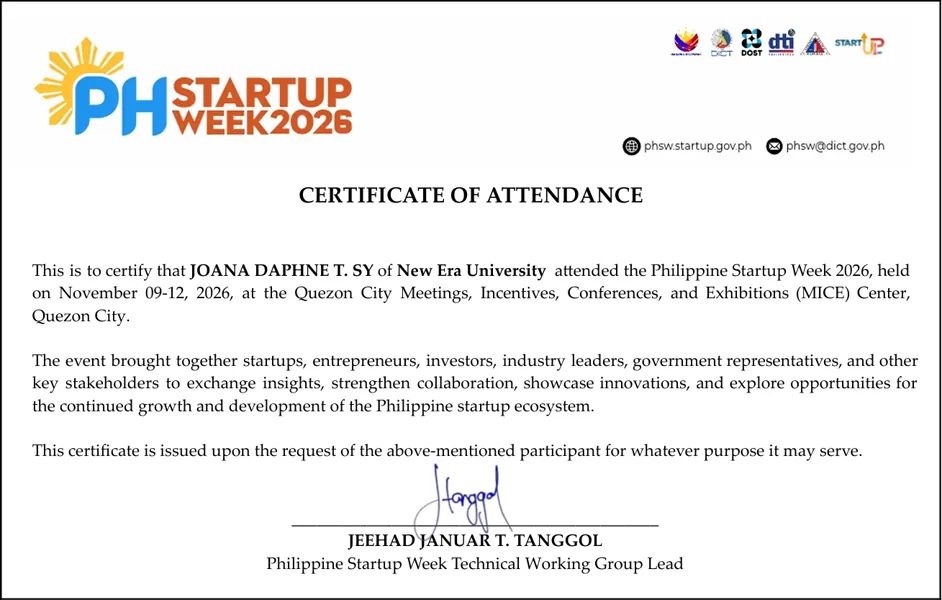 PH STARTUP
WEEK2026
DICT
DOST
dti
PHILIPPINES
STARTUP
PH
phsw.startup.gov.ph phsw@dict.gov.ph
CERTIFICATE OF ATTENDANCE
This is to certify that JOANA DAPHNE T. SY of New Era University attended the Philippine Startup Week 2026, held
on November 09-12, 2026, at the Quezon City Meetings, Incentives, Conferences, and Exhibitions (MICE) Center,
Quezon City.
The event brought together startups, entrepreneurs, investors, industry leaders, government representatives, and other
key stakeholders to exchange insights, strengthen collaboration, showcase innovations, and explore opportunities for
the continued growth and development of the Philippine startup ecosystem.
This certificate is issued upon the request of the above-mentioned participant for whatever purpose it may serve.
JEEHAD JANUAR T. TANGGOL
Philippine Startup Week Technical Working Group Lead